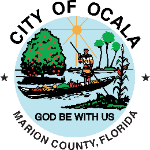 CITY OF OCALA
GOD BE WITH US
MARION COUNTY, FLORIDA